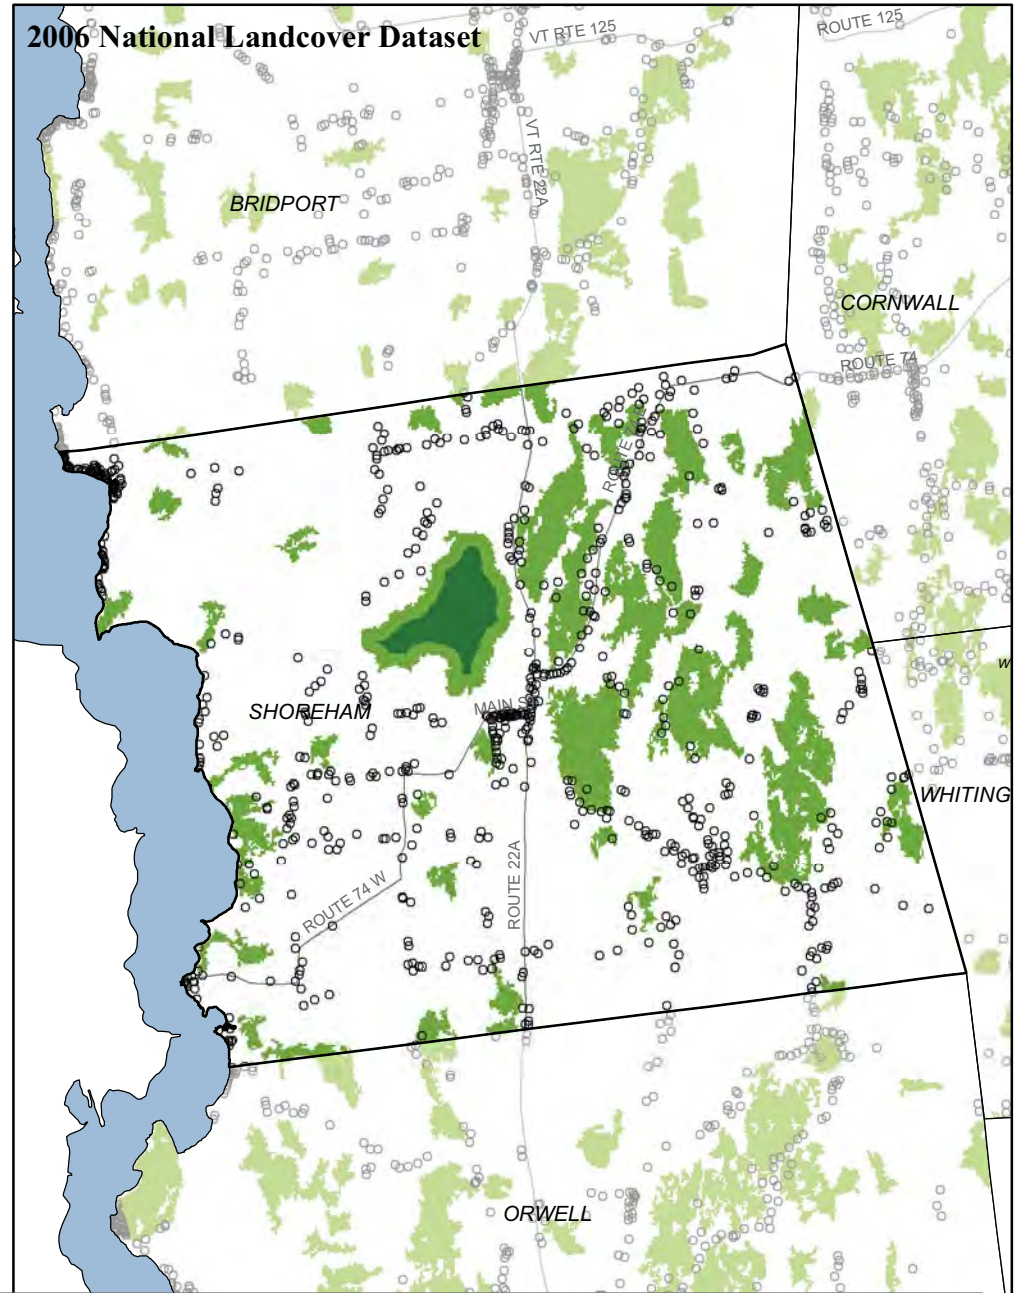 2006 National Landcover Dataset
VT RTE 125
ROUTE 125
VT RTE 22A
BRIDPORT
CORNWALL
ROUTE 74
SHOREHAM
MAIN
WHITING
ROUTE 22A
ROUTE 74 W
ORWELL